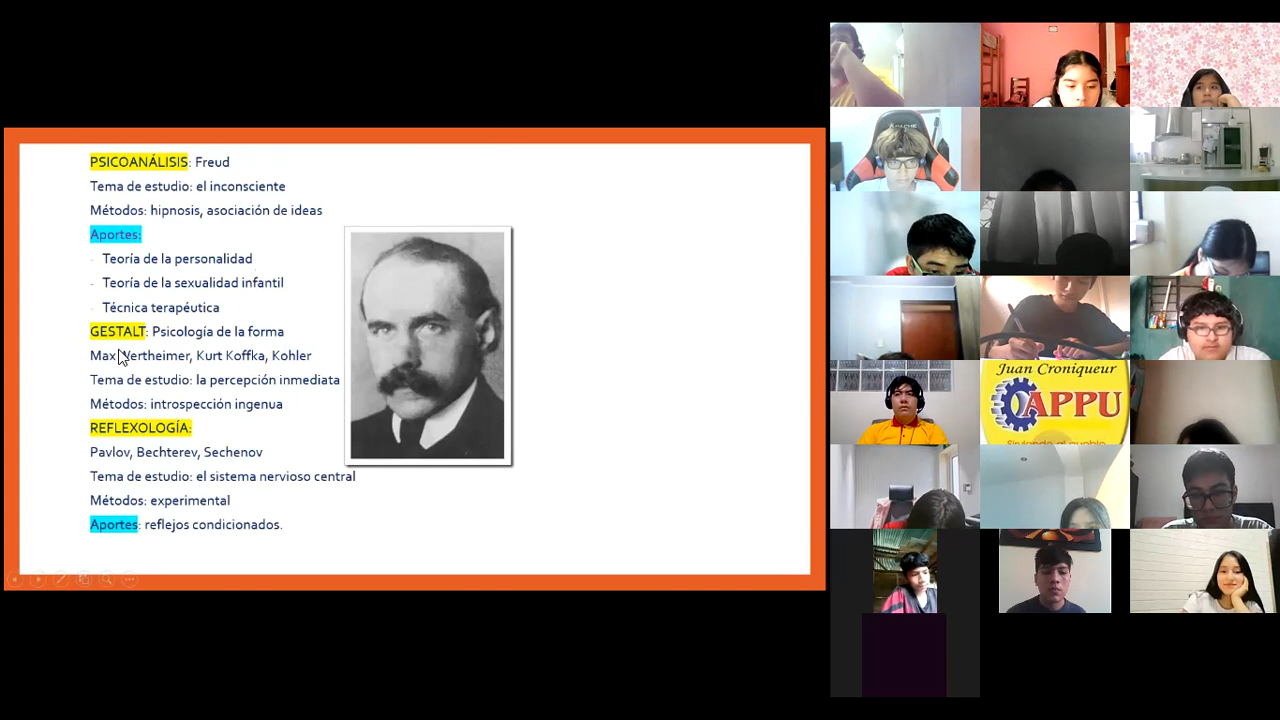 PSICOANÁLISIS: Freud
Tema de estudio: el inconsciente
Métodos: hipnosis, asociación de ideas
Aportes:
- Teoría de la personalidad
- Teoría de la sexualidad infantil
- Técnica terapéutica
GESTALT: Psicología de la forma
Max Wertheimer, Kurt Koffka, Kohler
Tema de estudio: la percepción inmediata
Métodos: introspección ingenua
REFLEXOLOGÍA:
Pavlov, Bechterev, Sechenov
Tema de estudio: el sistema nervioso central
Métodos: experimental
Aportes: reflejos condicionados.
APACHE
Juan Croniqueur
CAPPU